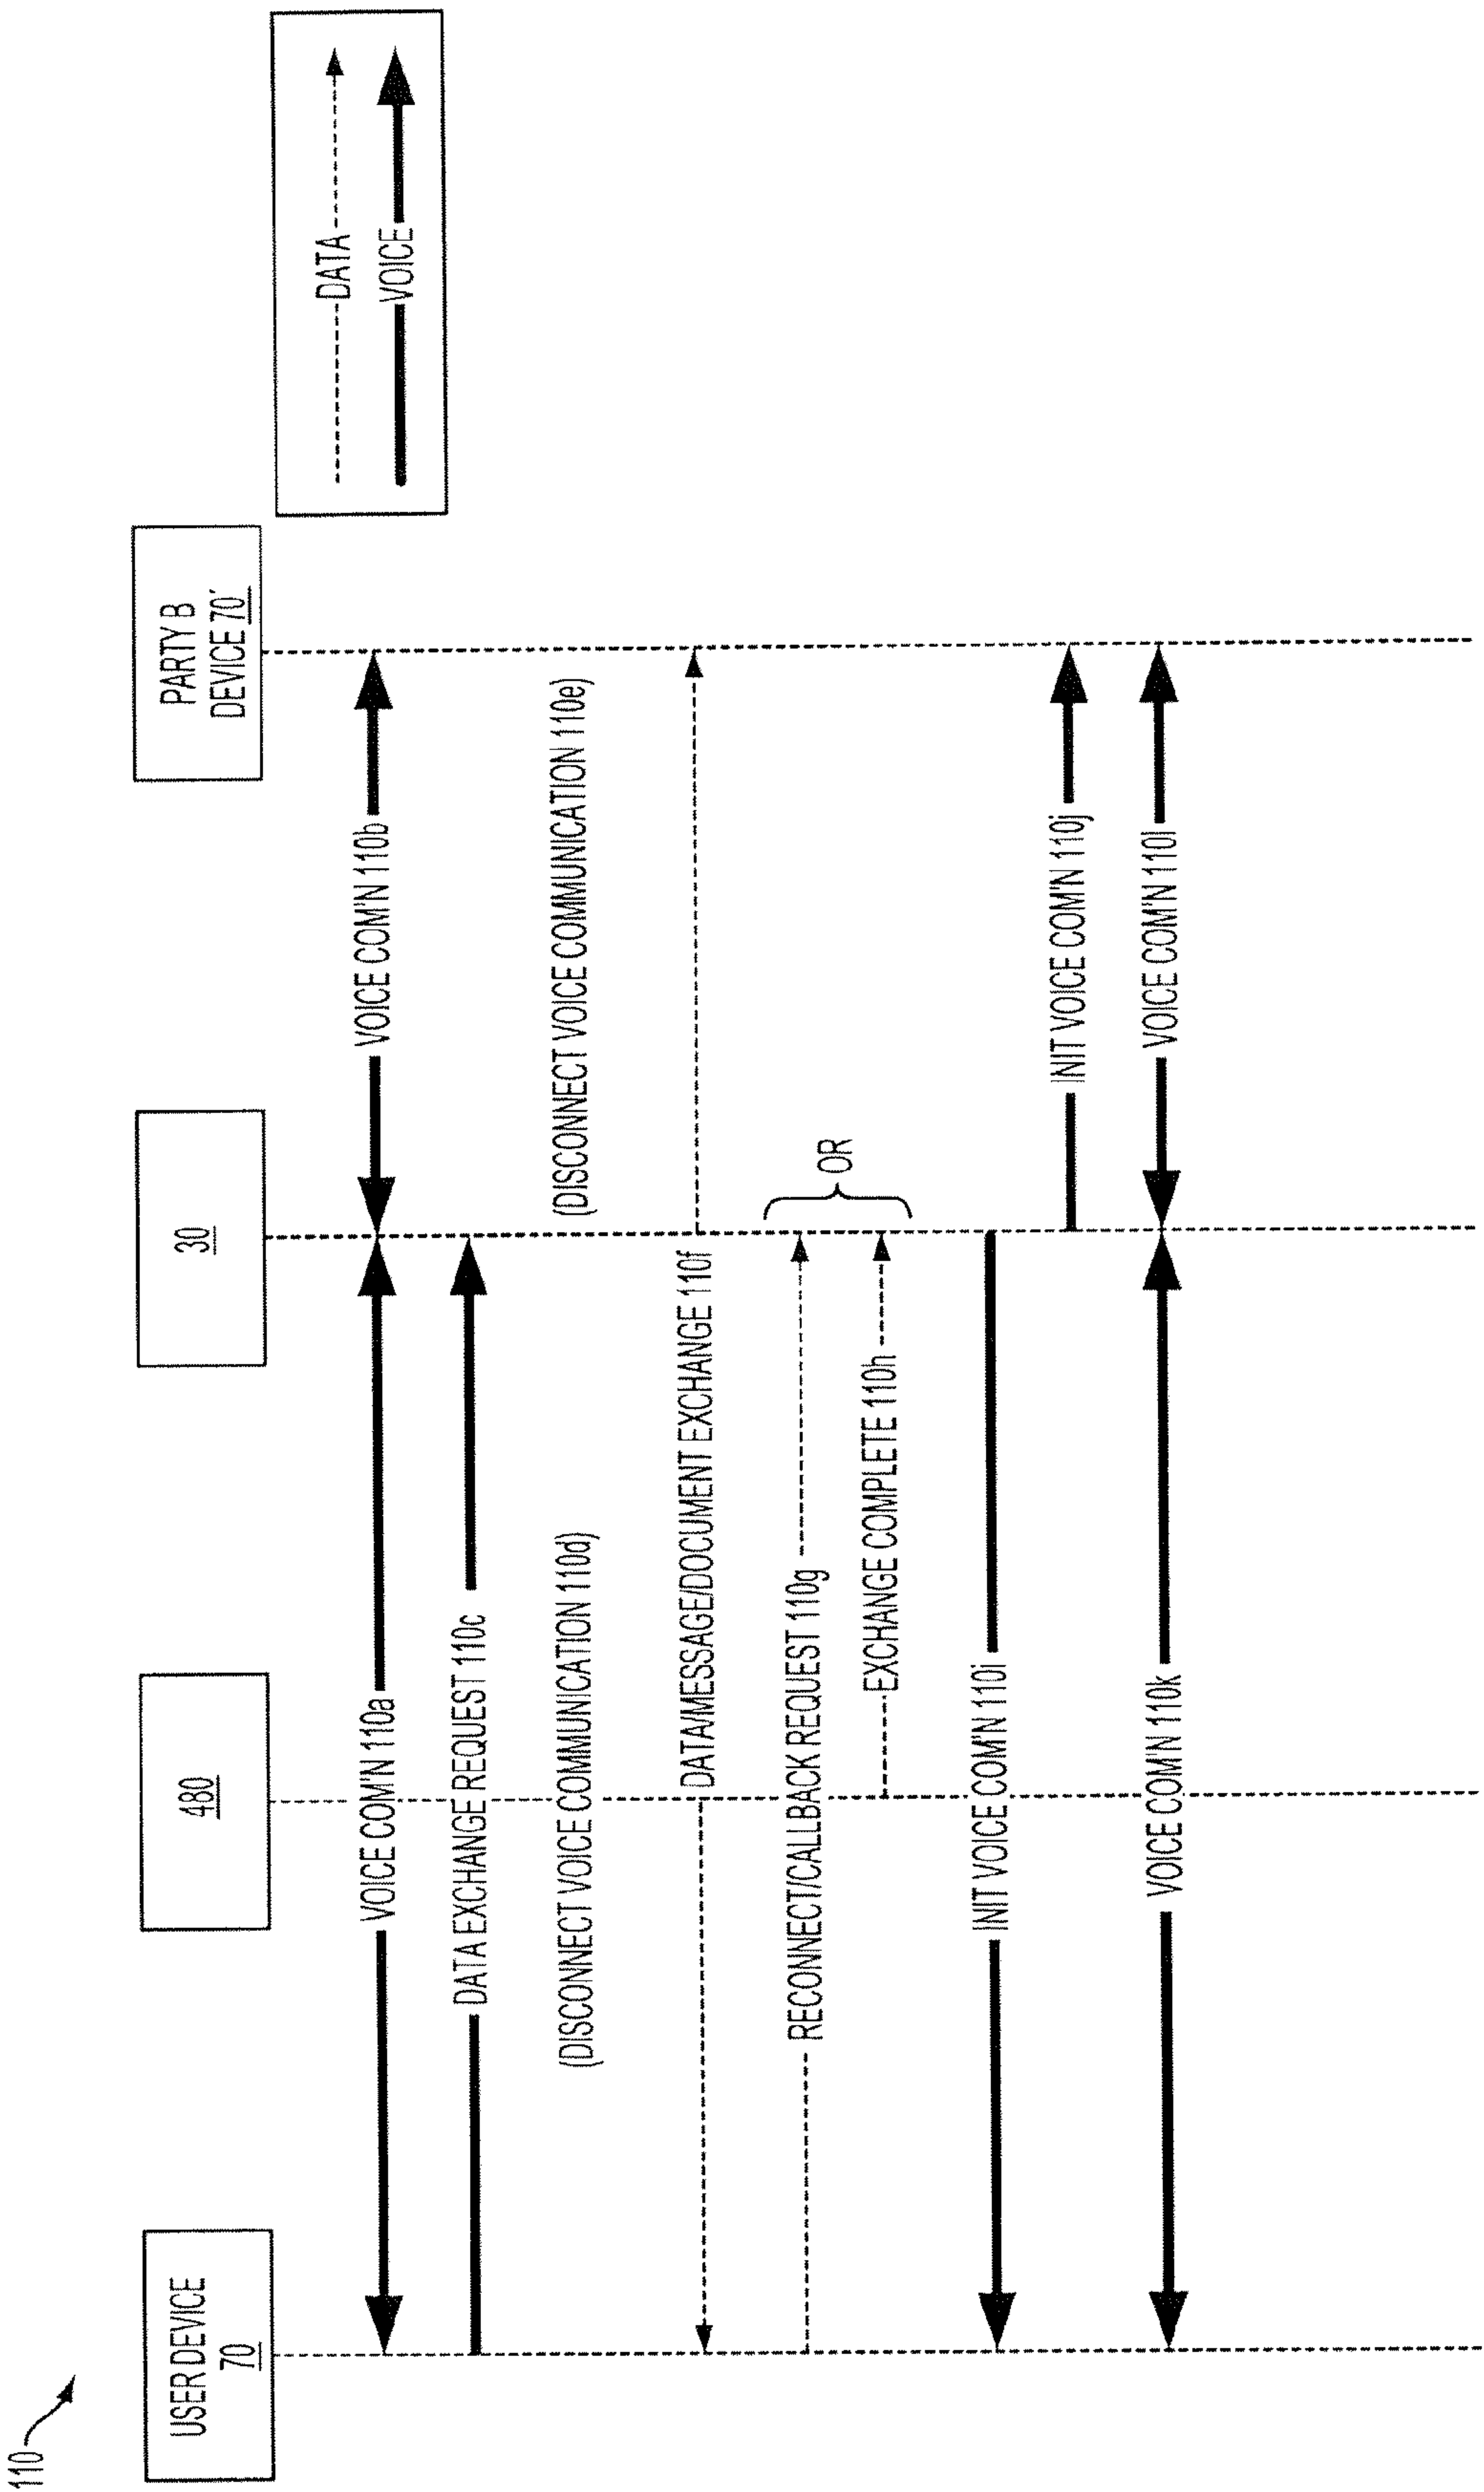 110
USER DEVICE
70
480
30
PARTY B
DEVICE 70'
DATA
VOICE
VOICE COM'N 110a
VOICE COM'N 110b
DATA EXCHANGE REQUEST 110c
(DISCONNECT VOICE COMMUNICATION 110d)
(DISCONNECT VOICE COMMUNICATION 110e)
DATA/MESSAGE/DOCUMENT EXCHANGE 110f
RECONNECT/CALLBACK REQUEST 110g
OR
EXCHANGE COMPLETE 110h
INIT VOICE COM'N 110i
INIT VOICE COM'N 110j
VOICE COM'N 110k
VOICE COM'N 110l